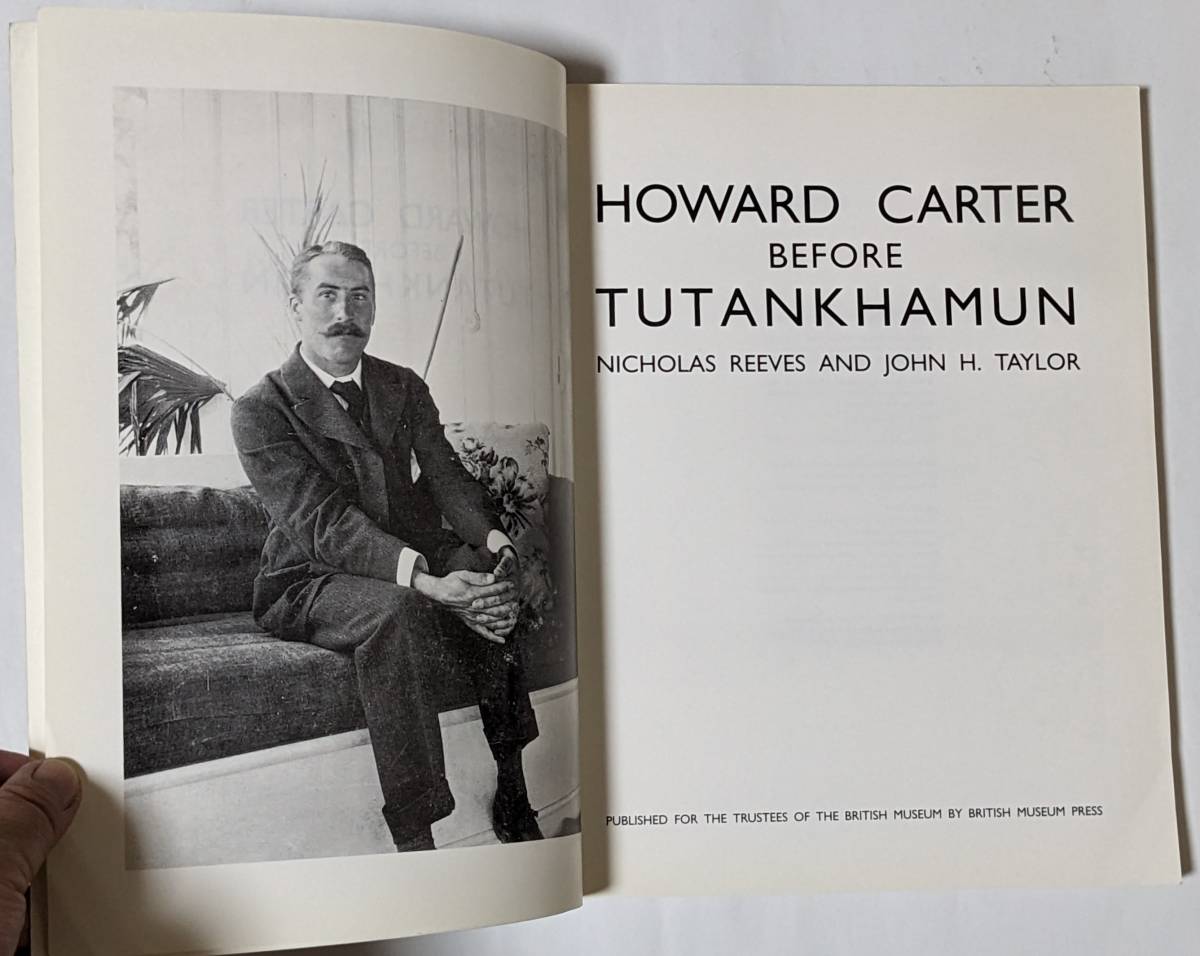 HOWARD CARTER
BEFORE
TUTANKHAMUN
NICHOLAS REEVES AND JOHN H. TAYLOR
PUBLISHED FOR THE TRUSTEES OF THE BRITISH MUSEUM BY BRITISH MUSEUM PRESS